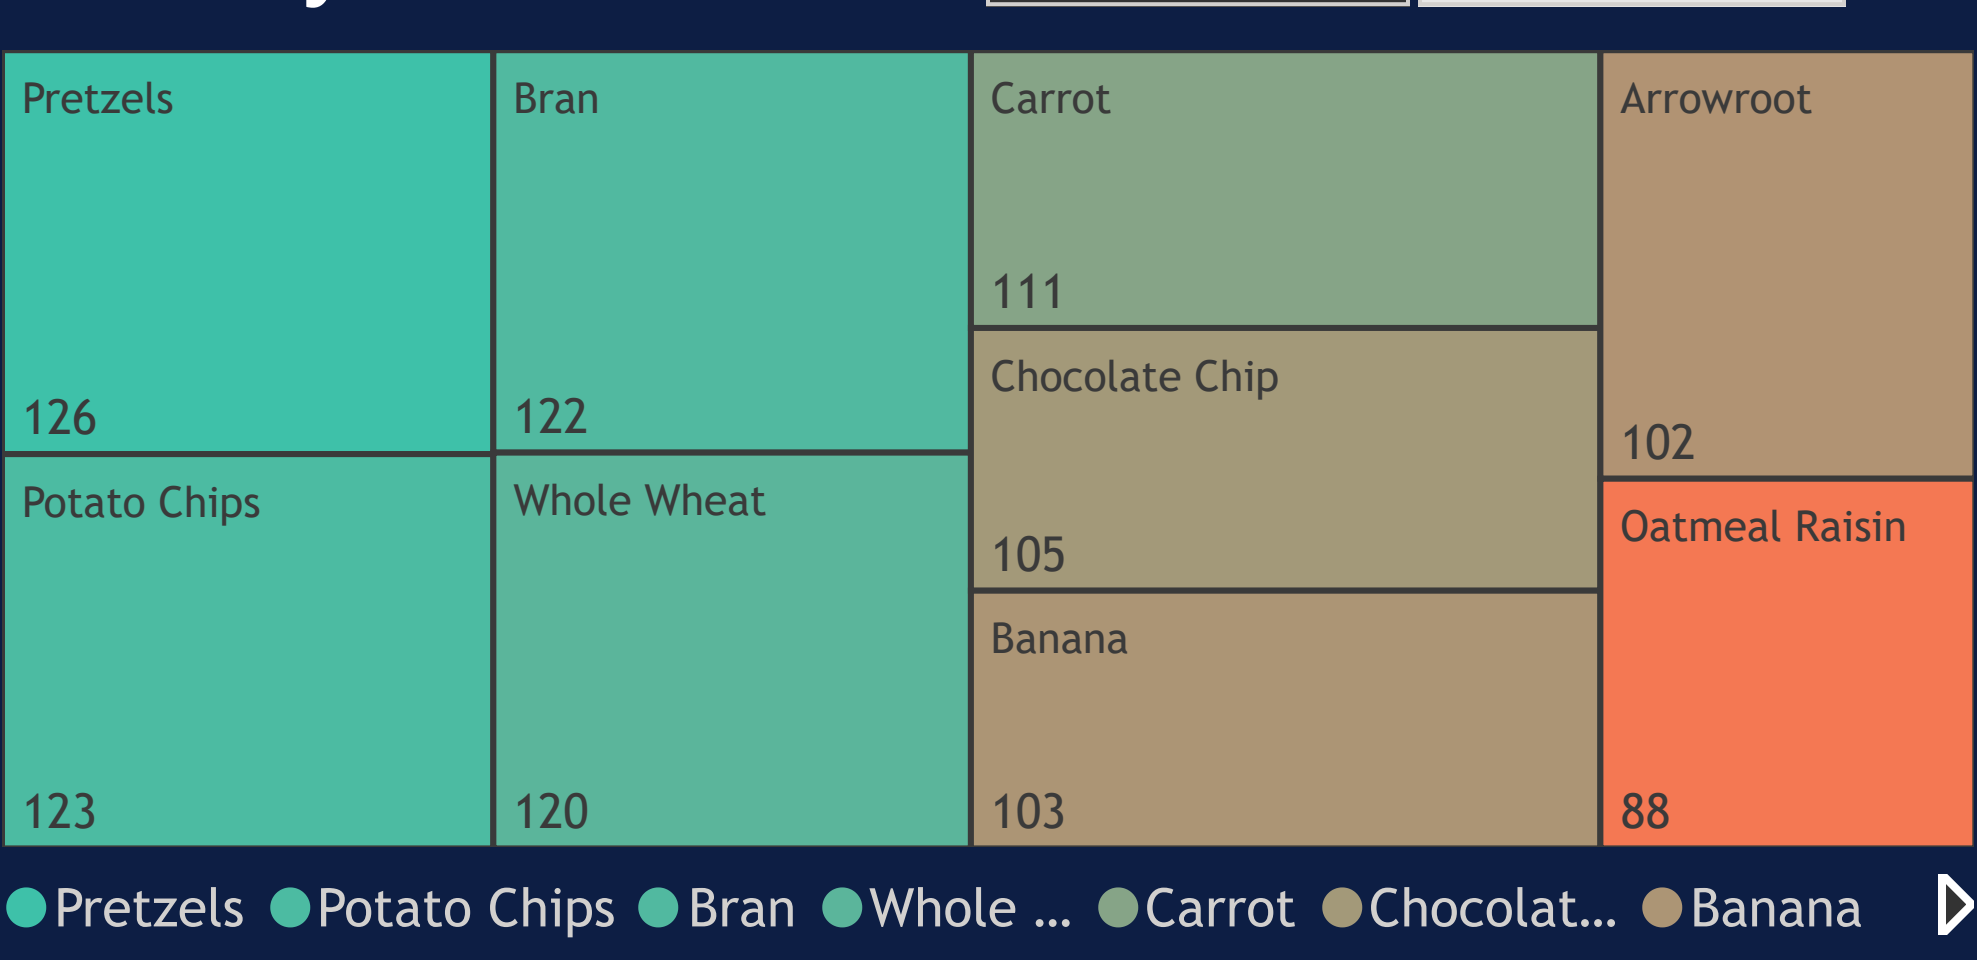 Pretzels
126
Potato Chips
123
Bran
122
Whole Wheat
120
Carrot
111
Chocolate Chip
105
Banana
103
Arrowroot
102
Oatmeal Raisin
88
Pretzels Potato Chips Bran Whole ... Carrot Chocolat... Banana